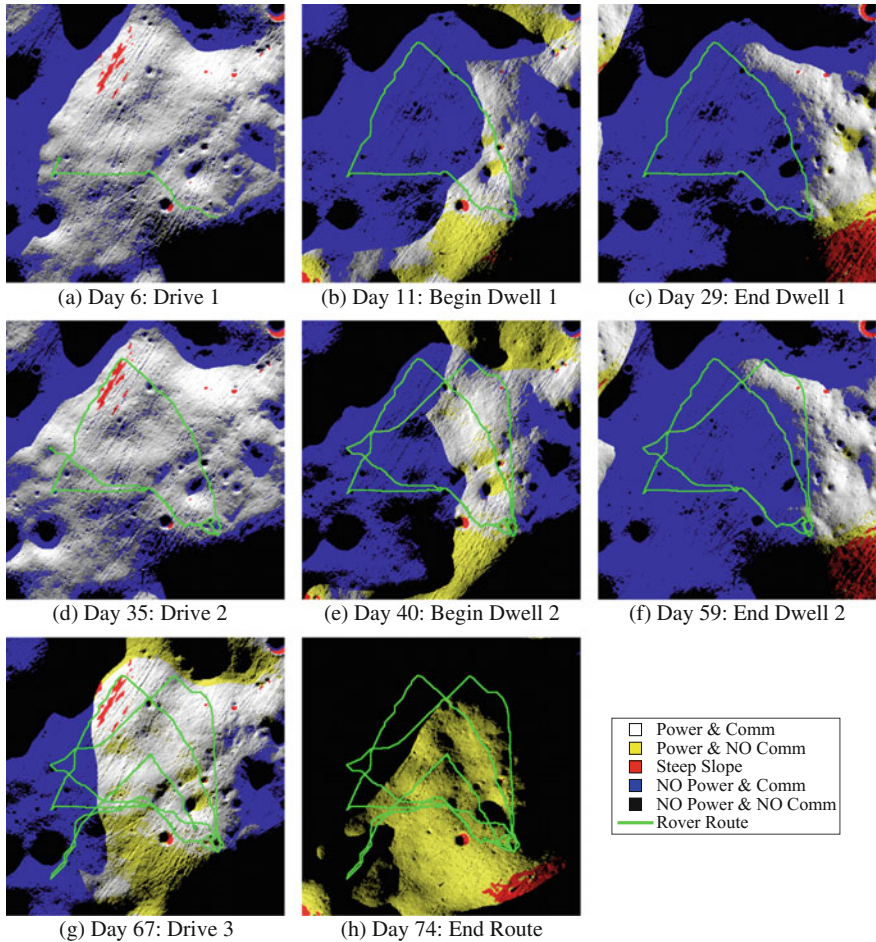 (a) Day 6: Drive 1
(b) Day 11: Begin Dwell 1
(c) Day 29: End Dwell 1
(d) Day 35: Drive 2
(e) Day 40: Begin Dwell 2
(f) Day 59: End Dwell 2
(g) Day 67: Drive 3
(h) Day 74: End Route
Power & Comm
Power & NO Comm
Steep Slope
NO Power & Comm
NO Power & NO Comm
Rover Route